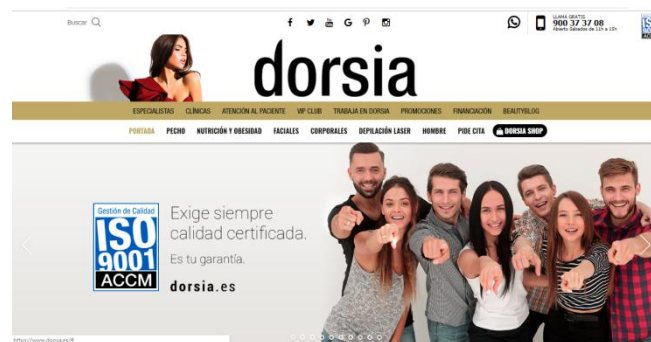 Buscar
LLAMA GRATIS
900 37 37 08
Abierto Sábados de 11h a 15h
dorsia
ESPECIALISTAS CLÍNICAS ATENCIÓN AL PACIENTE VIP CLUB TRABAJA EN DORSIA PROMOCIONES FINANCIACIÓN BEAUTYBLOG
PORTADA PECHO NUTRICIÓN Y OBESIDAD FACIALES CORPORALES DEPILACIÓN LASER HOMBRE PIDE CITA DORSIA SHOP
Gestión de Calidad
ISO
9001
ACCM
Exige siempre
calidad certificada.
Es tu garantía.
dorsia.es
https://www.dorsia.es/#